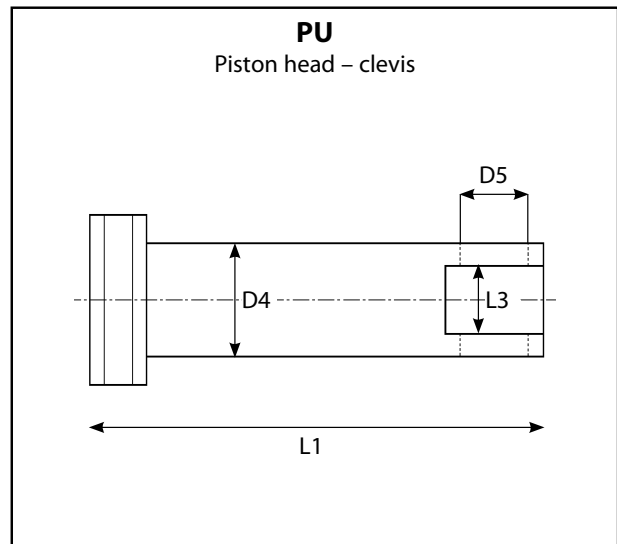 PU
Piston head – clevis
D5
D4
L3
L1